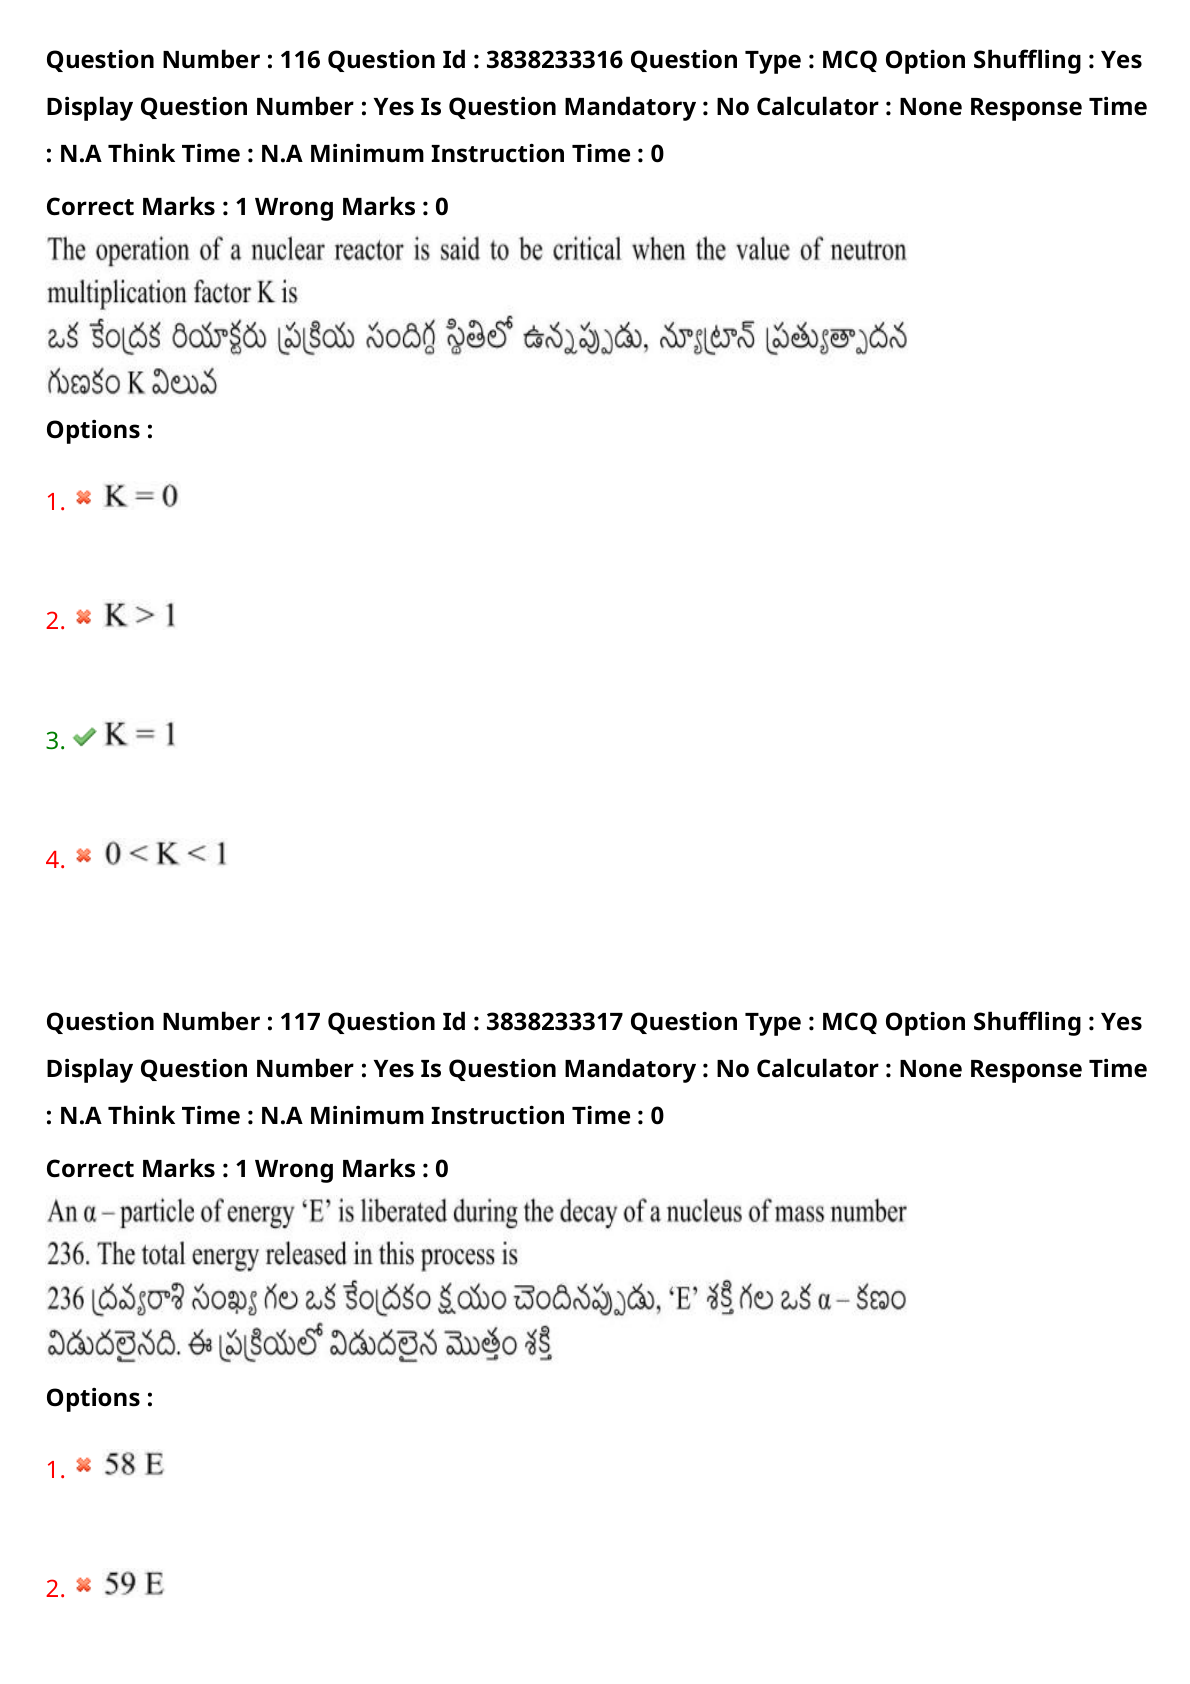 Question Number : 116 Question Id : 3838233316 Question Type : MCQ Option Shuffling : Yes
Display Question Number : Yes Is Question Mandatory : No Calculator : None Response Time
: N.A Think Time : N.A Minimum Instruction Time : 0
Correct Marks : 1 Wrong Marks : 0
The operation of a nuclear reactor is said to be critical when the value of neutron
multiplication factor K is
ఒక కేంద్రక రియాక్టరు ప్రక్రియ సందిగ్ధ స్థితిలో ఉన్నప్పుడు, న్యూట్రాన్ ప్రత్యుత్పాదన
గుణకం K విలువ
Options :
1. K = 0
2. K > 1
3. K = 1
4. 0 < K < 1
Question Number : 117 Question Id : 3838233317 Question Type : MCQ Option Shuffling : Yes
Display Question Number : Yes Is Question Mandatory : No Calculator : None Response Time
: N.A Think Time : N.A Minimum Instruction Time : 0
Correct Marks : 1 Wrong Marks : 0
An α – particle of energy ‘E’ is liberated during the decay of a nucleus of mass number
236. The total energy released in this process is
236 ద్రవ్యరాశి సంఖ్య గల ఒక కేంద్రకం క్షయం చెందినప్పుడు, ‘E’ శక్తి గల ఒక α – కణం
విడుదలైనది. ఈ ప్రక్రియలో విడుదలైన మొత్తం శక్తి
Options :
1. 58 E
2. 59 E